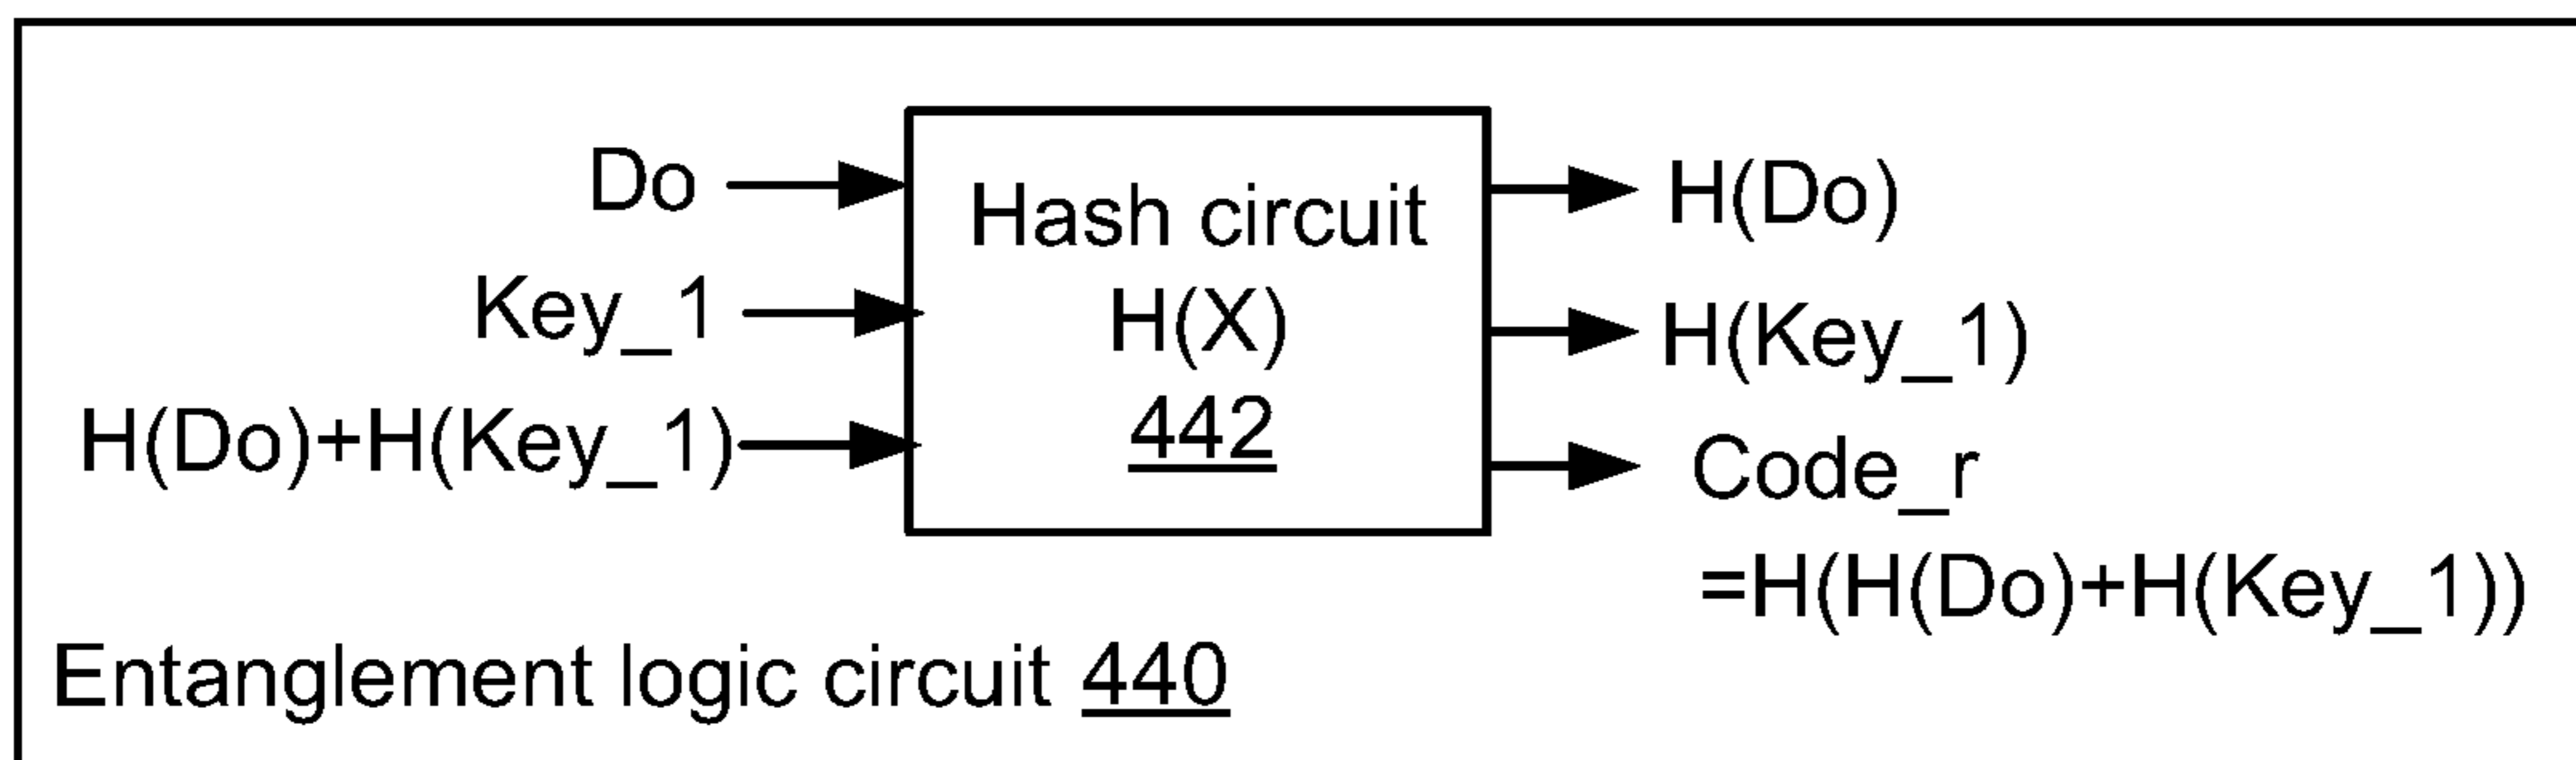 Do
Key_1
H(Do)+H(Key_1)
Hash circuit
H(X)
442
H(Do)
H(Key_1)
Code_r
=H(H(Do)+H(Key_1))
Entanglement logic circuit 440